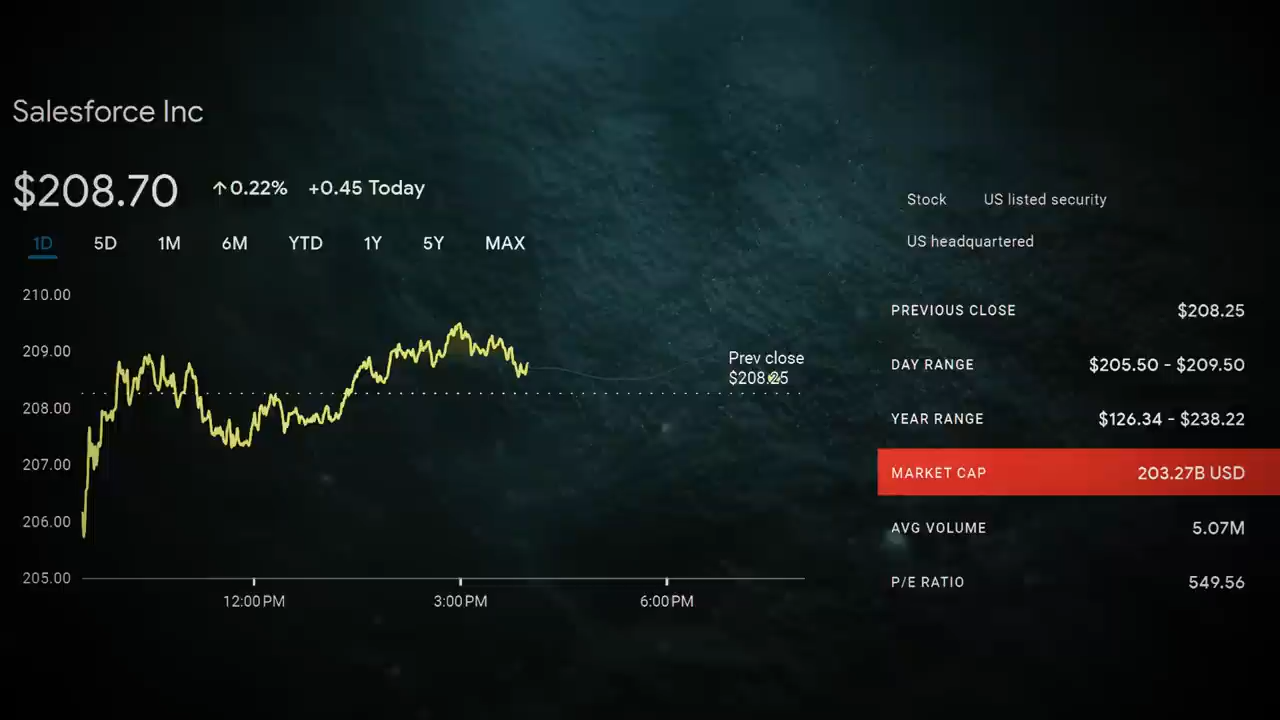 Salesforce Inc
$208.70 ↑0.22% +0.45 Today
1D 5D 1M 6M YTD 1Y 5Y MAX
210.00
209.00
208.00
207.00
206.00
205.00
12:00 PM 3:00 PM 6:00 PM
Prev close
$208.25
Stock US listed security
US headquartered
PREVIOUS CLOSE $208.25
DAY RANGE $205.50 - $209.50
YEAR RANGE $126.34 - $238.22
MARKET CAP 203.27B USD
AVG VOLUME 5.07M
P/E RATIO 549.56